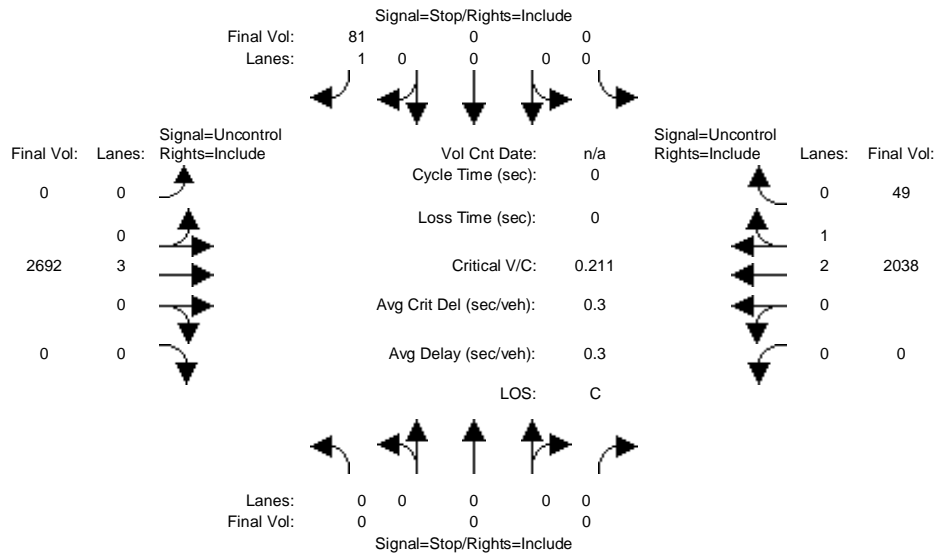 Signal=Stop/Rights=Include
Final Vol: 81 0 0
Lanes: 1 0 0 0 0
Signal=Uncontrol
Final Vol: Lanes: Rights=Include
Vol Cnt Date: n/a
Signal=Uncontrol
Rights=Include Lanes: Final Vol:
Cycle Time (sec): 0
0 0
0 49
Loss Time (sec): 0
0
1
2692 3
Critical V/C: 0.211
2 2038
0
Avg Crit Del (sec/veh): 0.3
0
0 0
Avg Delay (sec/veh): 0.3
0 0
LOS: C
Lanes: 0 0 0 0 0
Final Vol: 0 0 0
Signal=Stop/Rights=Include